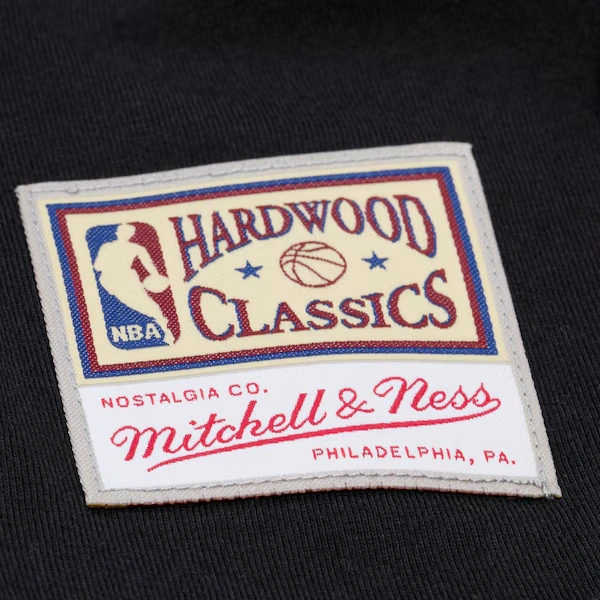 HARDWOOD
CLASSICS
NBA
NOSTALGIA CO.
Mitchell & Ness
PHILADELPHIA, PA.